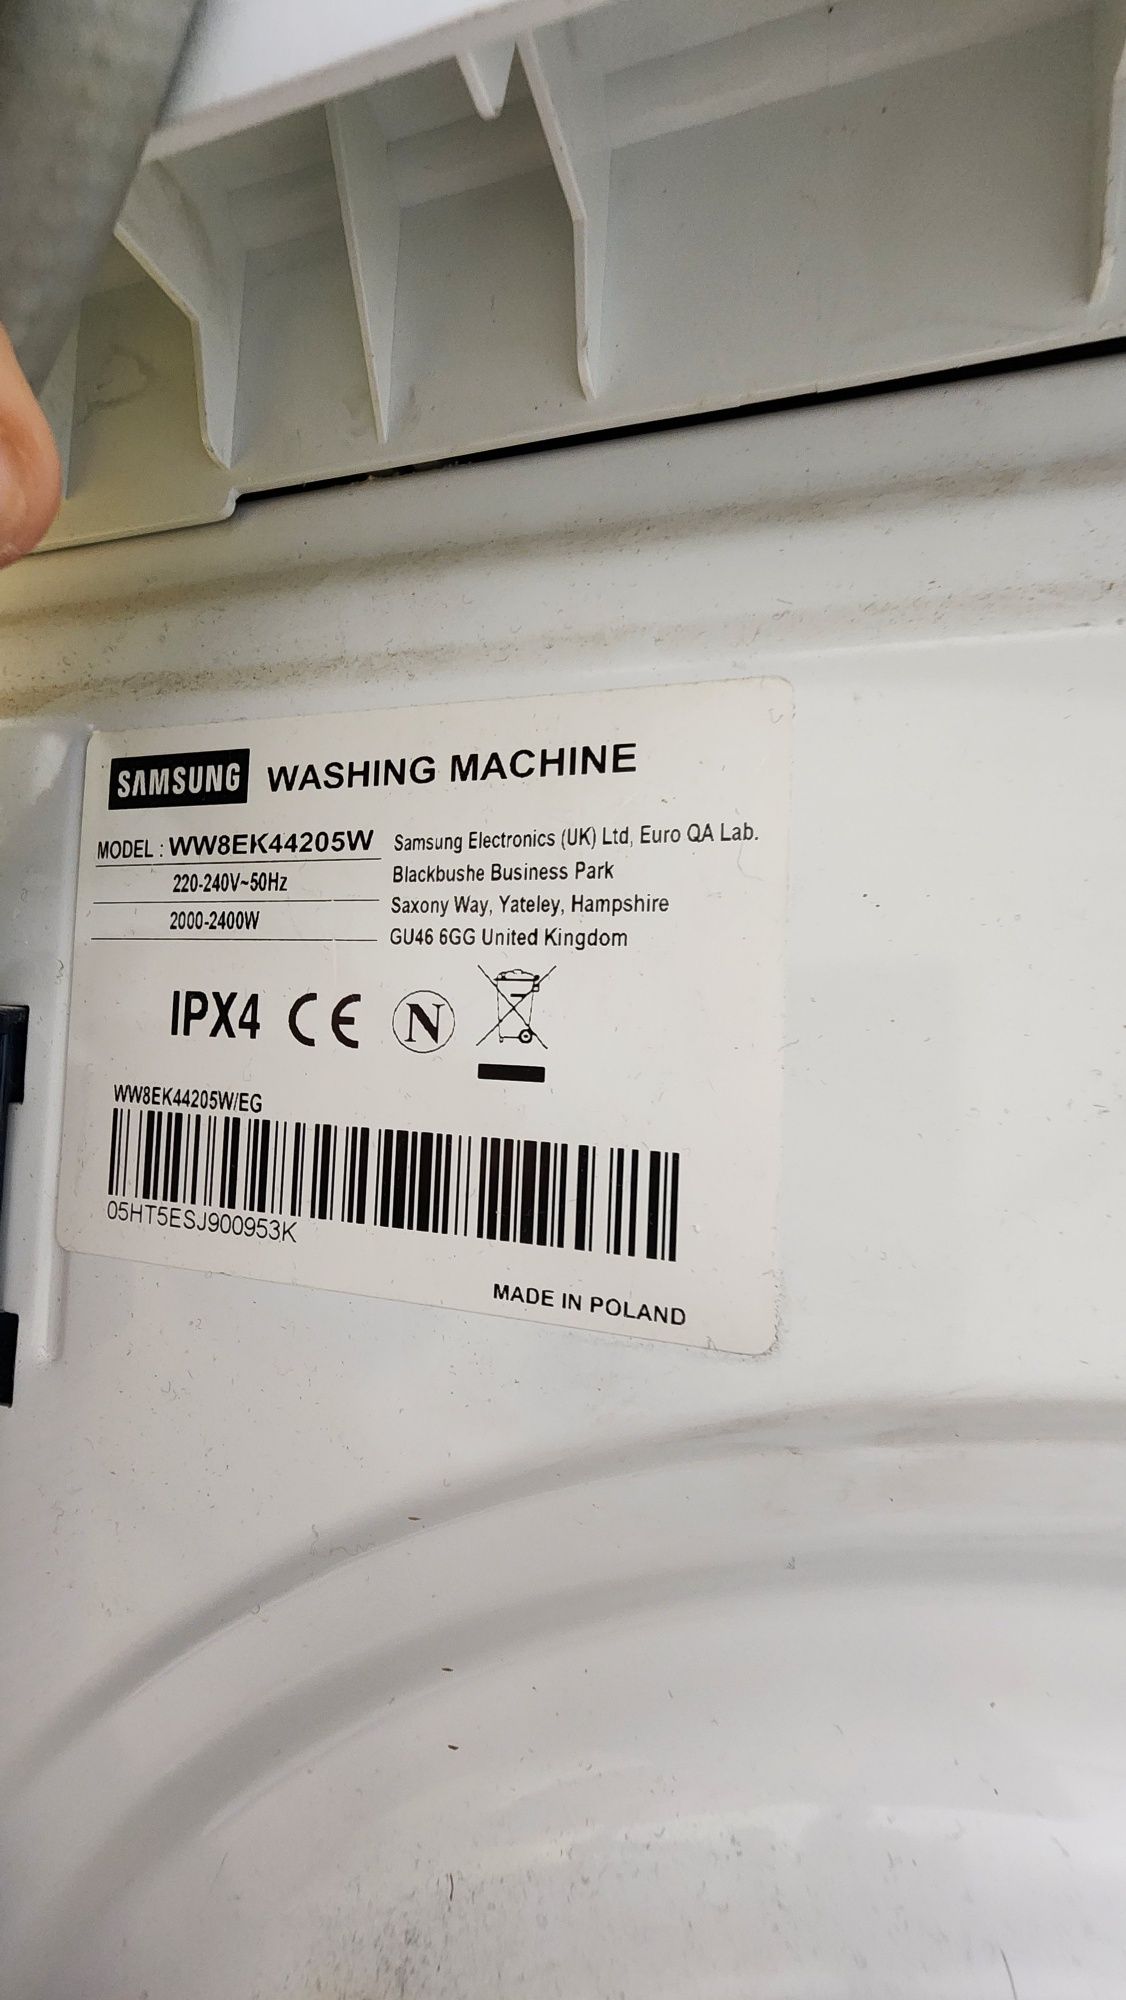 SAMSUNG WASHING MACHINE
MODEL : WW8EK44205W
220-240V~50Hz
2000-2400W
Samsung Electronics (UK) Ltd, Euro QA Lab.
Blackbushe Business Park
Saxony Way, Yateley, Hampshire
GU46 6GG United Kingdom
IPX4 CE N
WW8EK44205W/EG
05HT5ESJ900953K
MADE IN POLAND